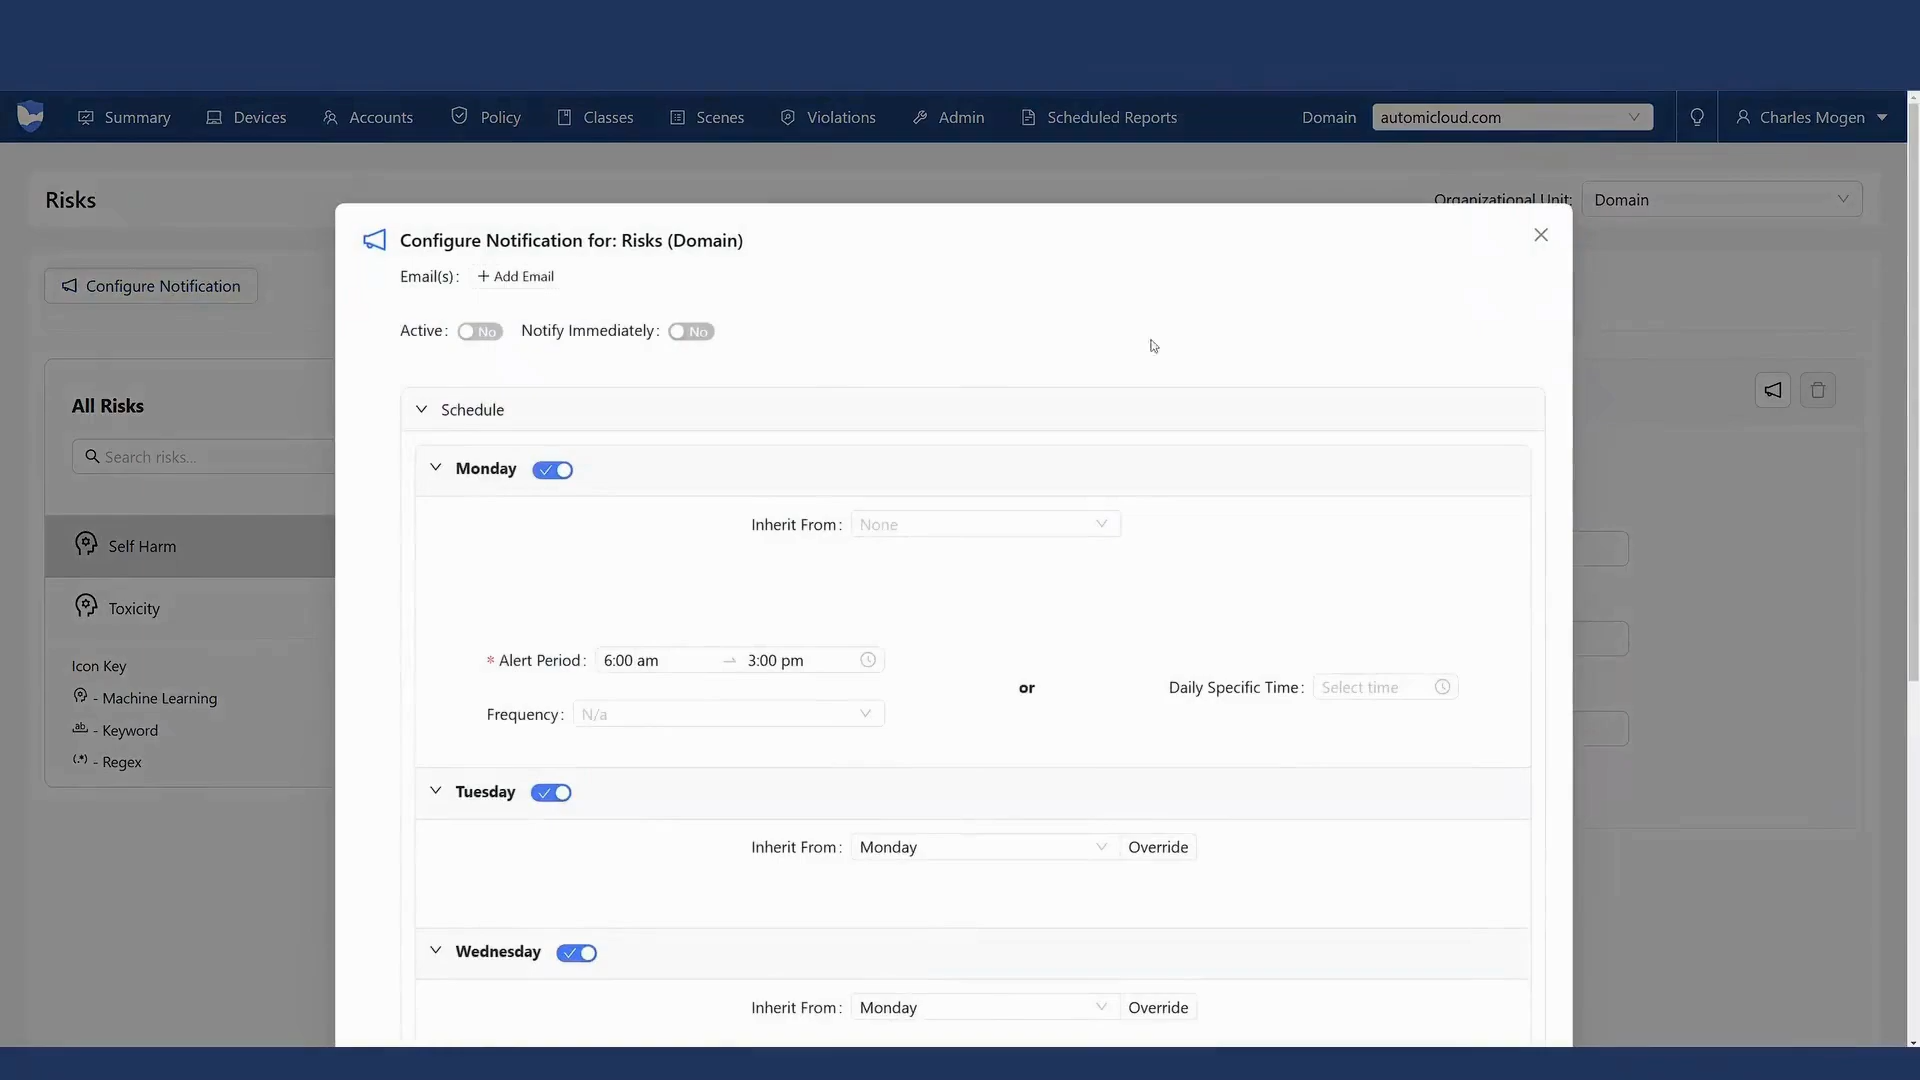 Summary Devices Accounts Policy Classes Scenes Violations Admin Scheduled Reports Domain automicloud.com Charles Mogen
Risks
Organizational Unit: Domain
Configure Notification
All Risks
Search risks...
Self Harm
Toxicity
Icon Key
- Machine Learning
ab - Keyword
(.*) - Regex
Configure Notification for: Risks (Domain)
Email(s): + Add Email
Active: No Notify Immediately: No
Schedule
Monday
Inherit From: None
* Alert Period: 6:00 am → 3:00 pm
or
Daily Specific Time: Select time
Frequency: N/a
Tuesday
Inherit From: Monday Override
Wednesday
Inherit From: Monday Override